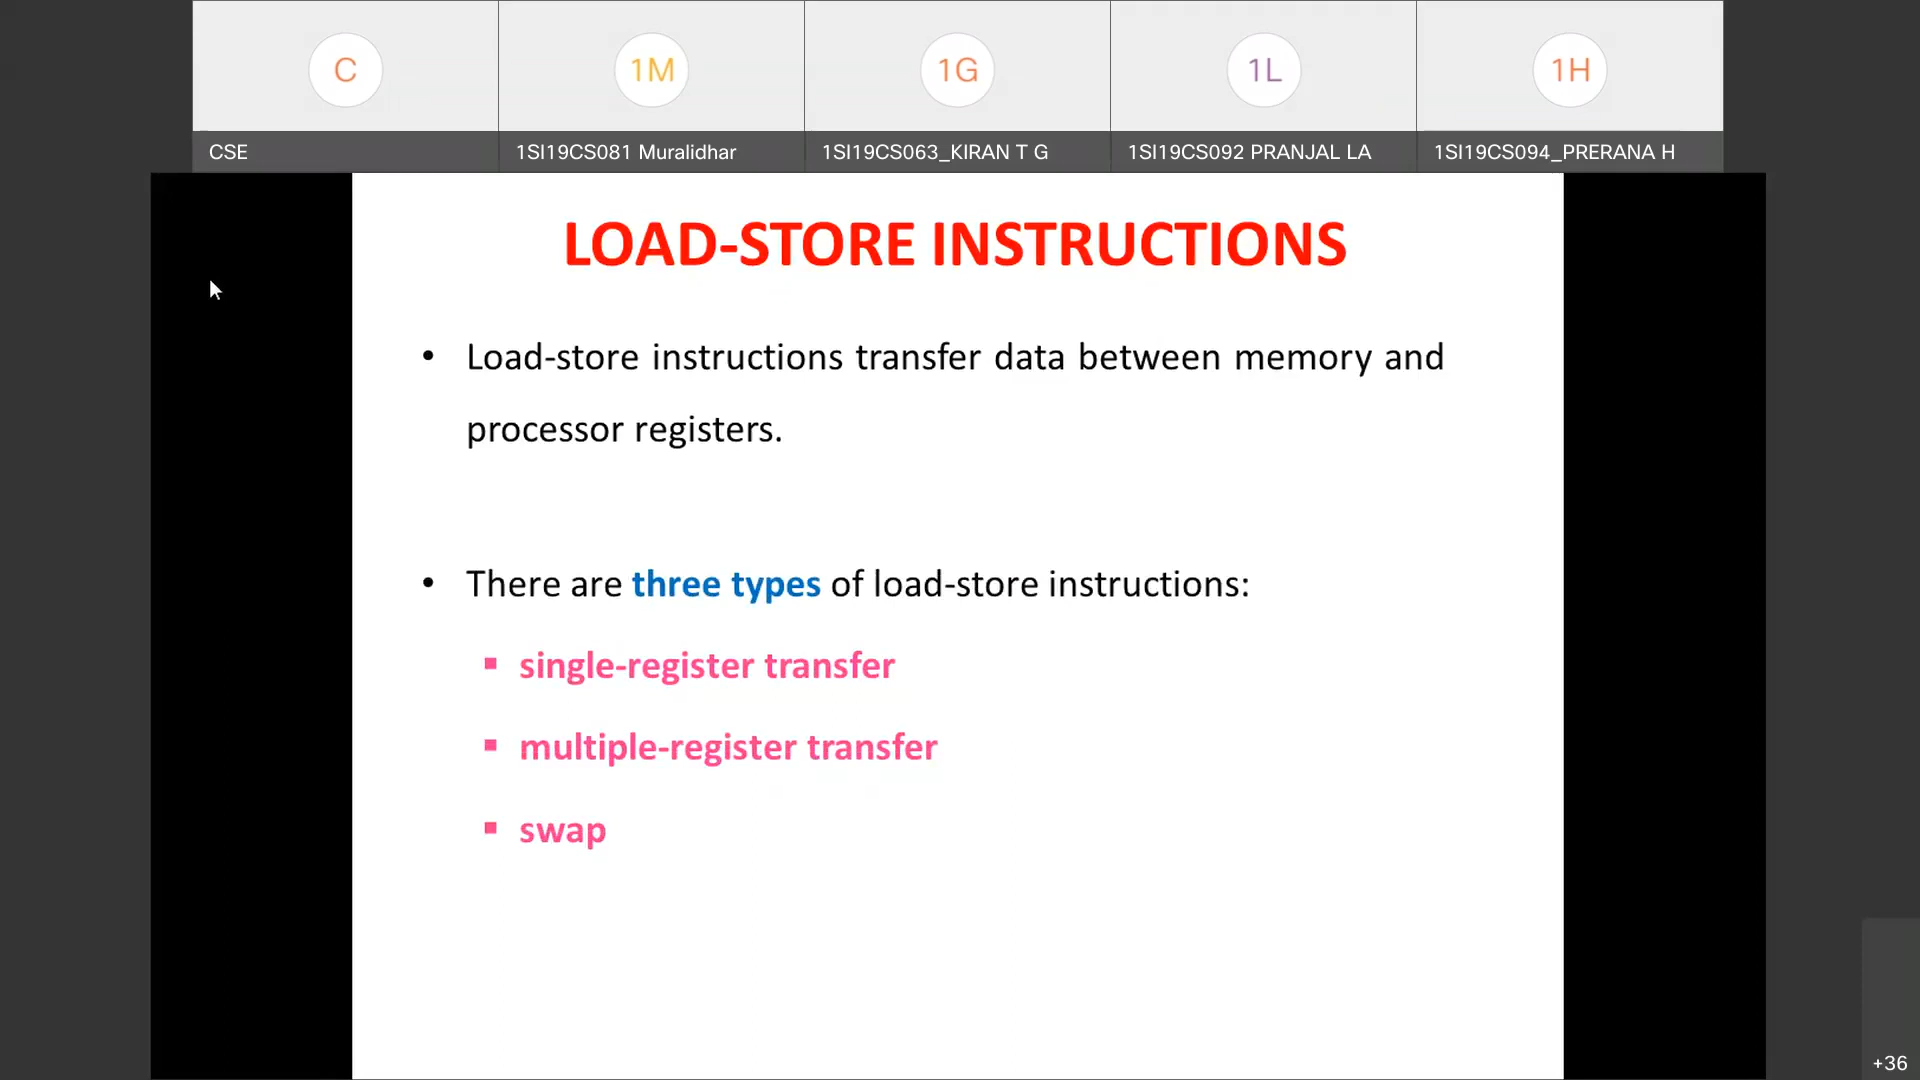 C
1M
1G
1L
1H
CSE
1SI19CS081 Muralidhar
1SI19CS063_KIRAN T G
1SI19CS092 PRANJAL LA
1SI19CS094_PRERANA H
LOAD-STORE INSTRUCTIONS
• Load-store instructions transfer data between memory and
processor registers.
• There are three types of load-store instructions:
▪ single-register transfer
▪ multiple-register transfer
▪ swap
+36